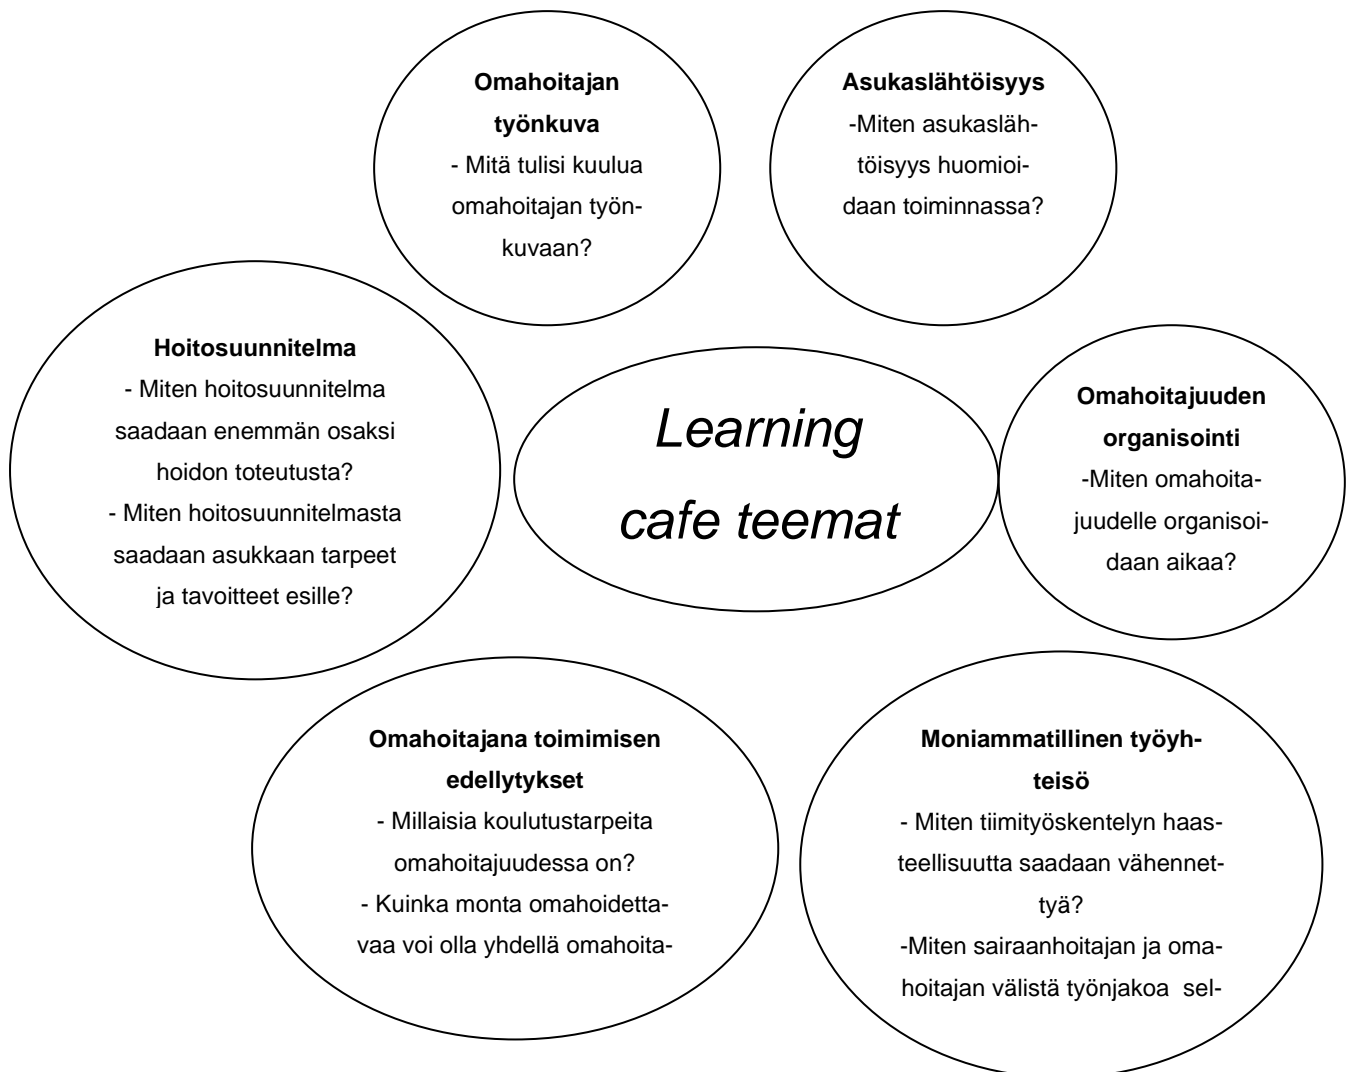 Omahoitajan
työnkuva
- Mitä tulisi kuulua
omahoitajan työn-
kuvaan?
Asukaslähtöisyys
-Miten asukasläh-
töisyys huomioi-
daan toiminnassa?
Hoitosuunnitelma
- Miten hoitosuunnitelma
saadaan enemmän osaksi
hoidon toteutusta?
- Miten hoitosuunnitelmasta
saadaan asukkaan tarpeet
ja tavoitteet esille?
Learning
cafe teemat
Omahoitajuuden
organisointi
-Miten omahoita-
juudelle organisoi-
daan aikaa?
Omahoitajana toimimisen
edellytykset
- Millaisia koulutustarpeita
omahoitajuudessa on?
- Kuinka monta omahoidetta-
vaa voi olla yhdellä omahoita-
Moniammatillinen työyh-
teisö
- Miten tiimityöskentelyn haas-
teellisuutta saadaan vähennet-
tyä?
-Miten sairaanhoitajan ja oma-
hoitajan välistä työnjakoa  sel-